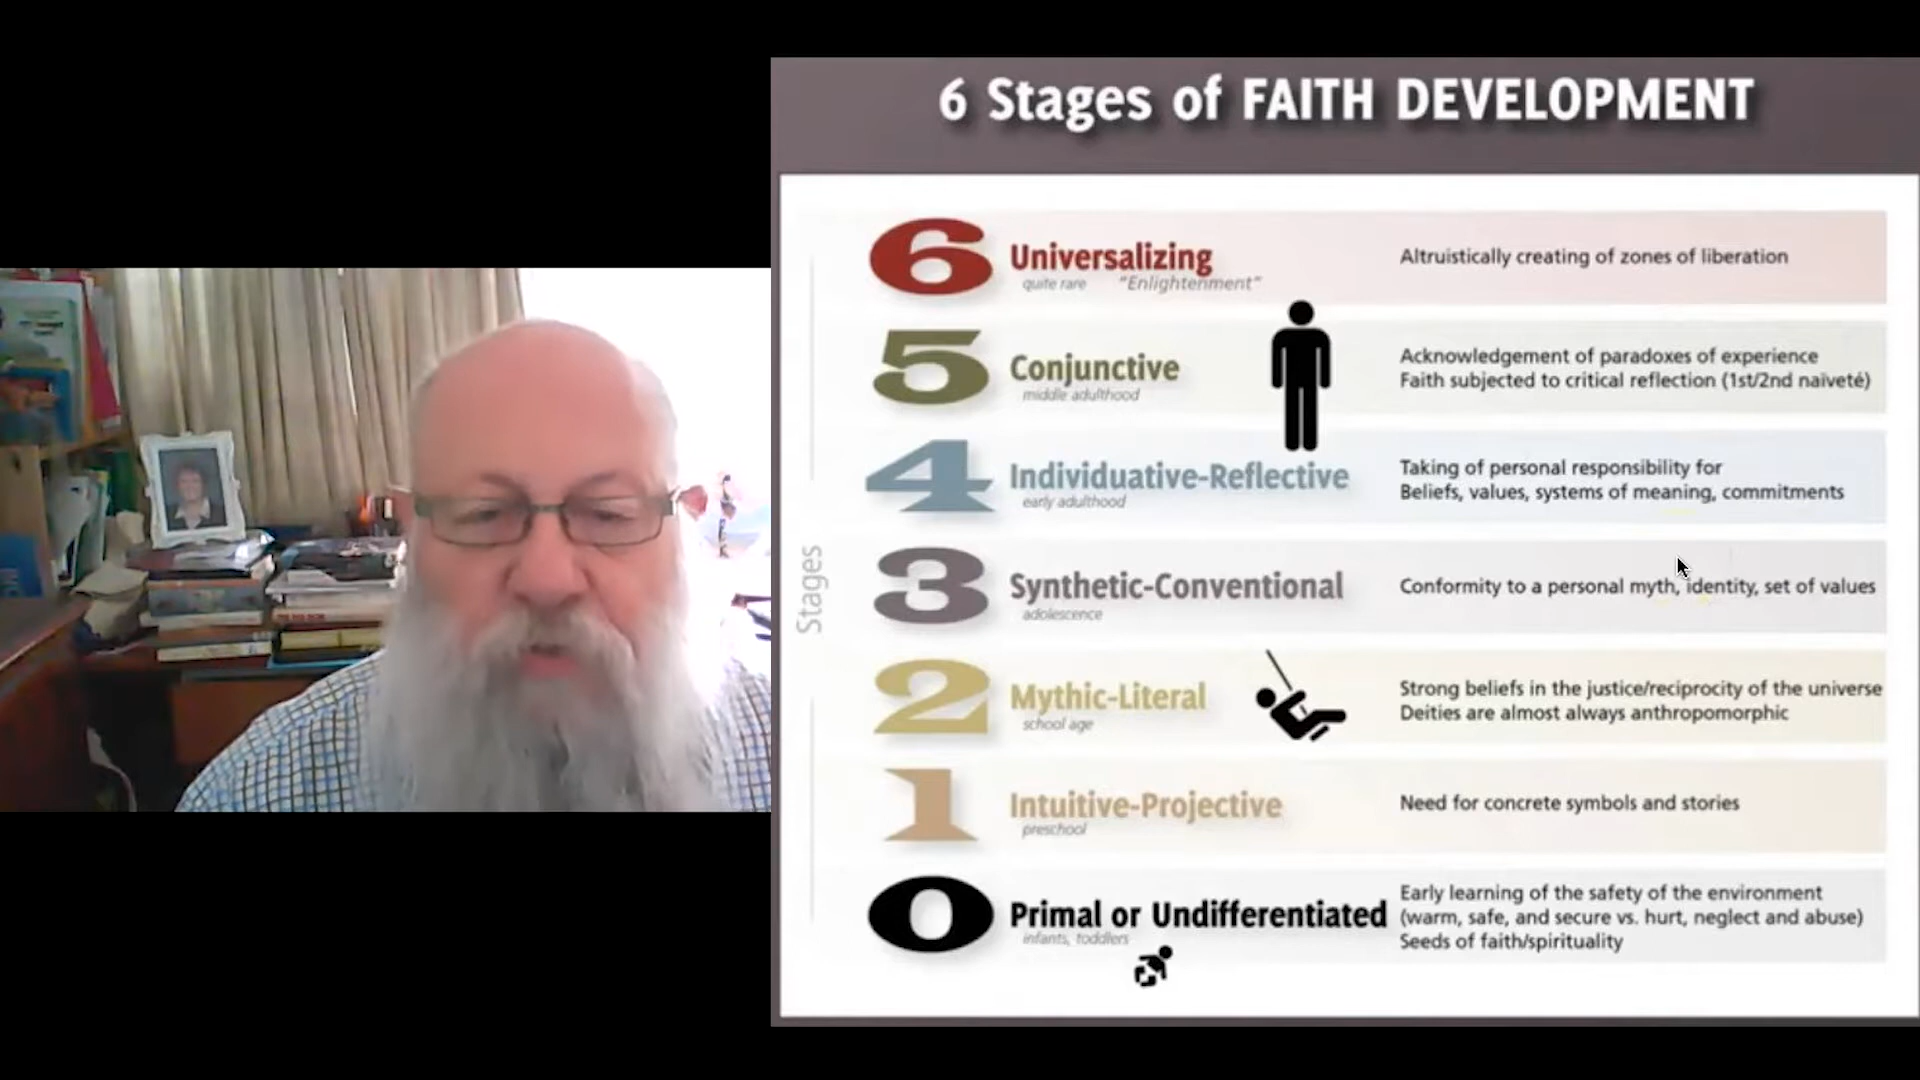 6 Stages of FAITH DEVELOPMENT
Stages
6 Universalizing
quite rare "Enlightenment"
Altruistically creating of zones of liberation
5 Conjunctive
middle adulthood
Acknowledgement of paradoxes of experience
Faith subjected to critical reflection (1st/2nd naïveté)
4 Individuative-Reflective
early adulthood
Taking of personal responsibility for
Beliefs, values, systems of meaning, commitments
3 Synthetic-Conventional
adolescence
Conformity to a personal myth, identity, set of values
2 Mythic-Literal
school age
Strong beliefs in the justice/reciprocity of the universe
Deities are almost always anthropomorphic
1 Intuitive-Projective
preschool
Need for concrete symbols and stories
0 Primal or Undifferentiated
infants, toddlers
Early learning of the safety of the environment
(warm, safe, and secure vs. hurt, neglect and abuse)
Seeds of faith/spirituality